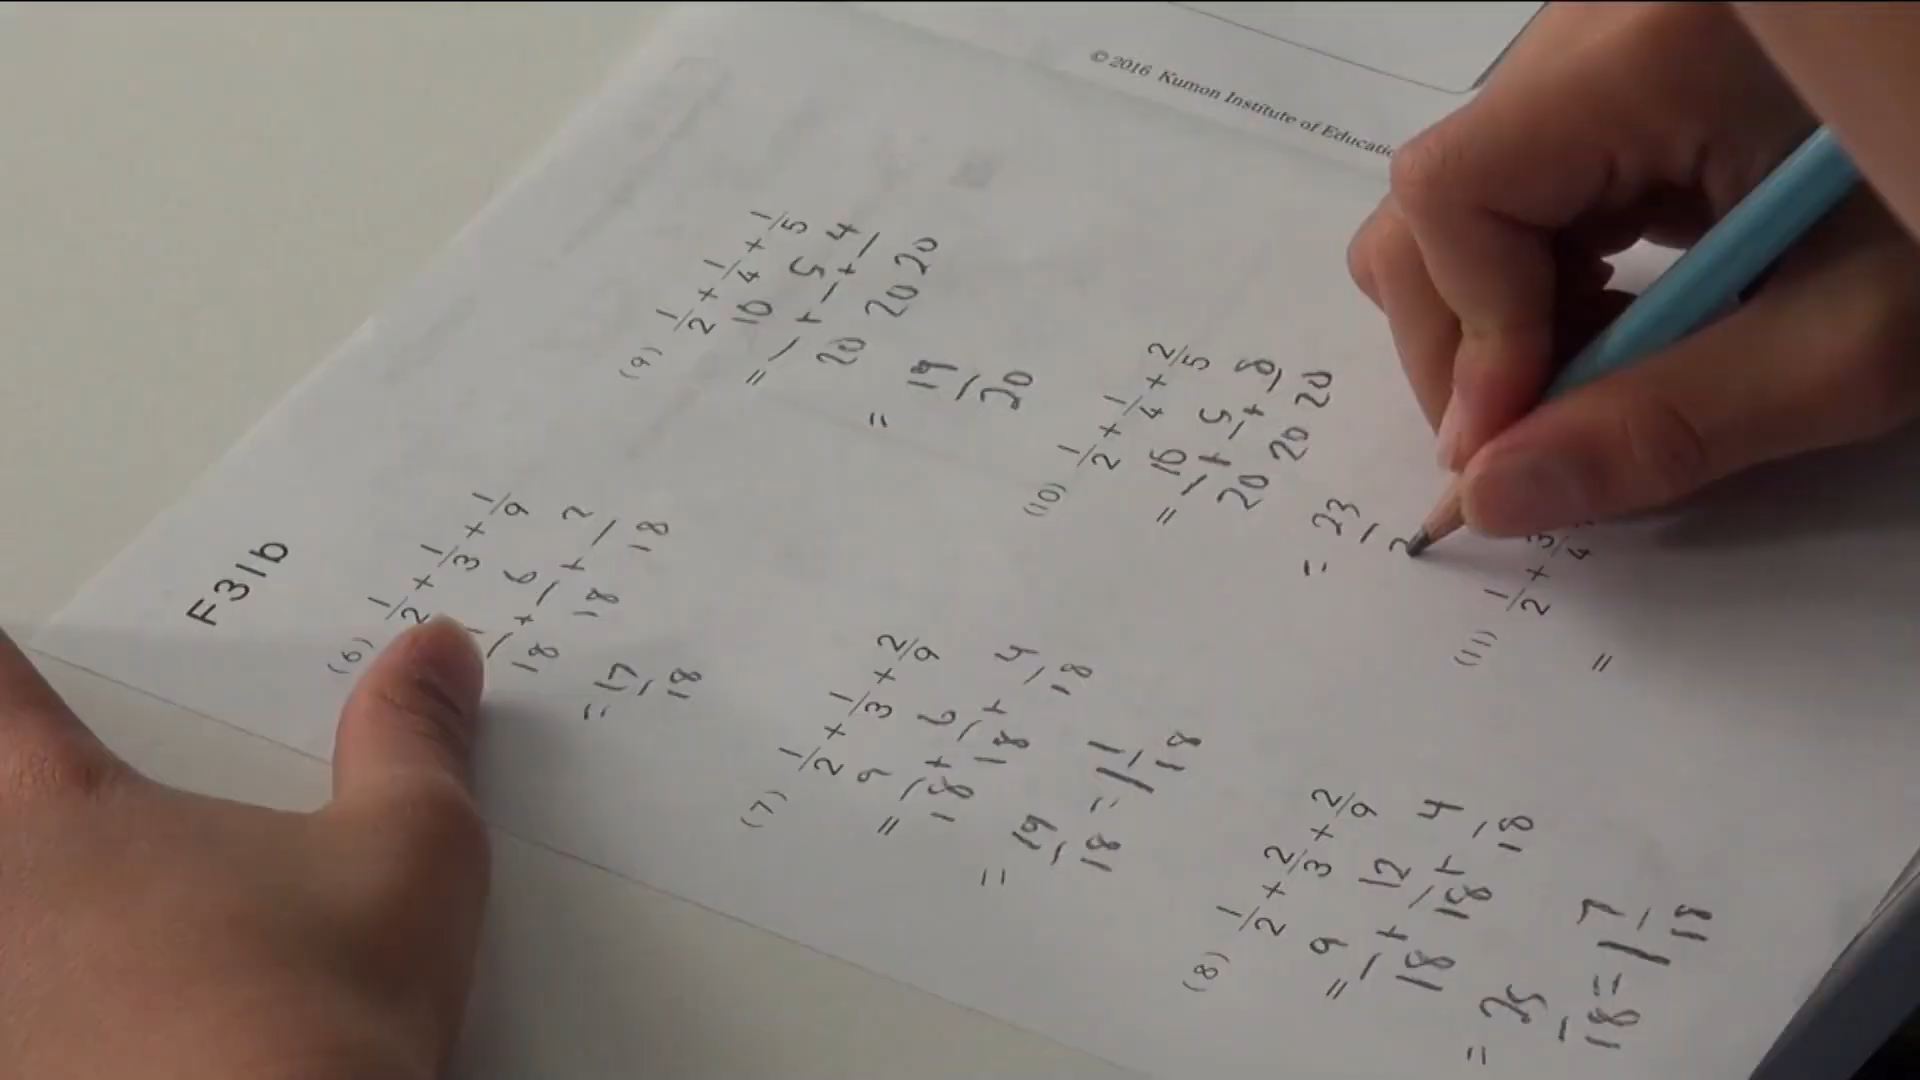 F31b
(6) 1/2 + 1/3 + 1/9
/18 + 6/18 + 2/18
= 17/18
(7) 1/2 + 1/3 + 2/9
= 9/18 + 6/18 + 4/18
= 19/18 = 1 1/18
(8) 1/2 + 2/3 + 2/9
= 9/18 + 12/18 + 4/18
= 25/18 = 1 7/18
(9) 1/2 + 1/4 + 1/5
= 10/20 + 5/20 + 4/20
= 19/20
(10) 1/2 + 1/4 + 2/5
= 10/20 + 5/20 + 8/20
= 23/2
(11) 1/2 + 3/4
=
© 2016 Kumon Institute of